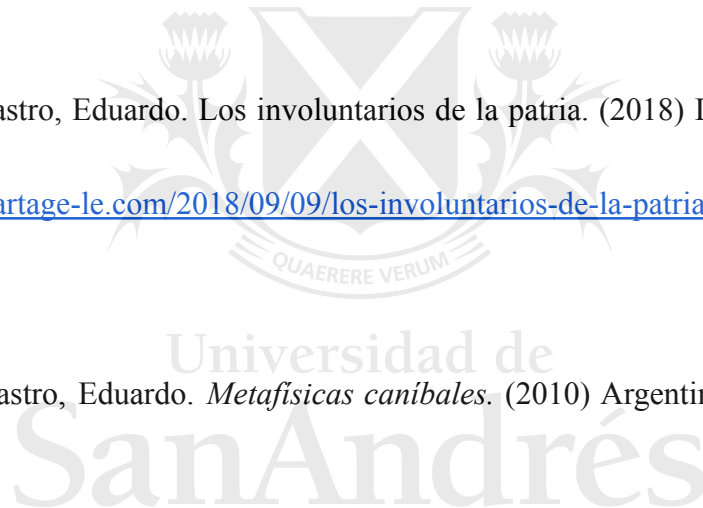 astro, Eduardo. Los involuntarios de la patria. (2018)
artage-le.com/2018/09/09/los-involuntarios-de-la-patria
QUAERERE VERUM
Universidad de
astro, Eduardo. Metafísicas caníbales. (2010) Argentin
SanAndrés